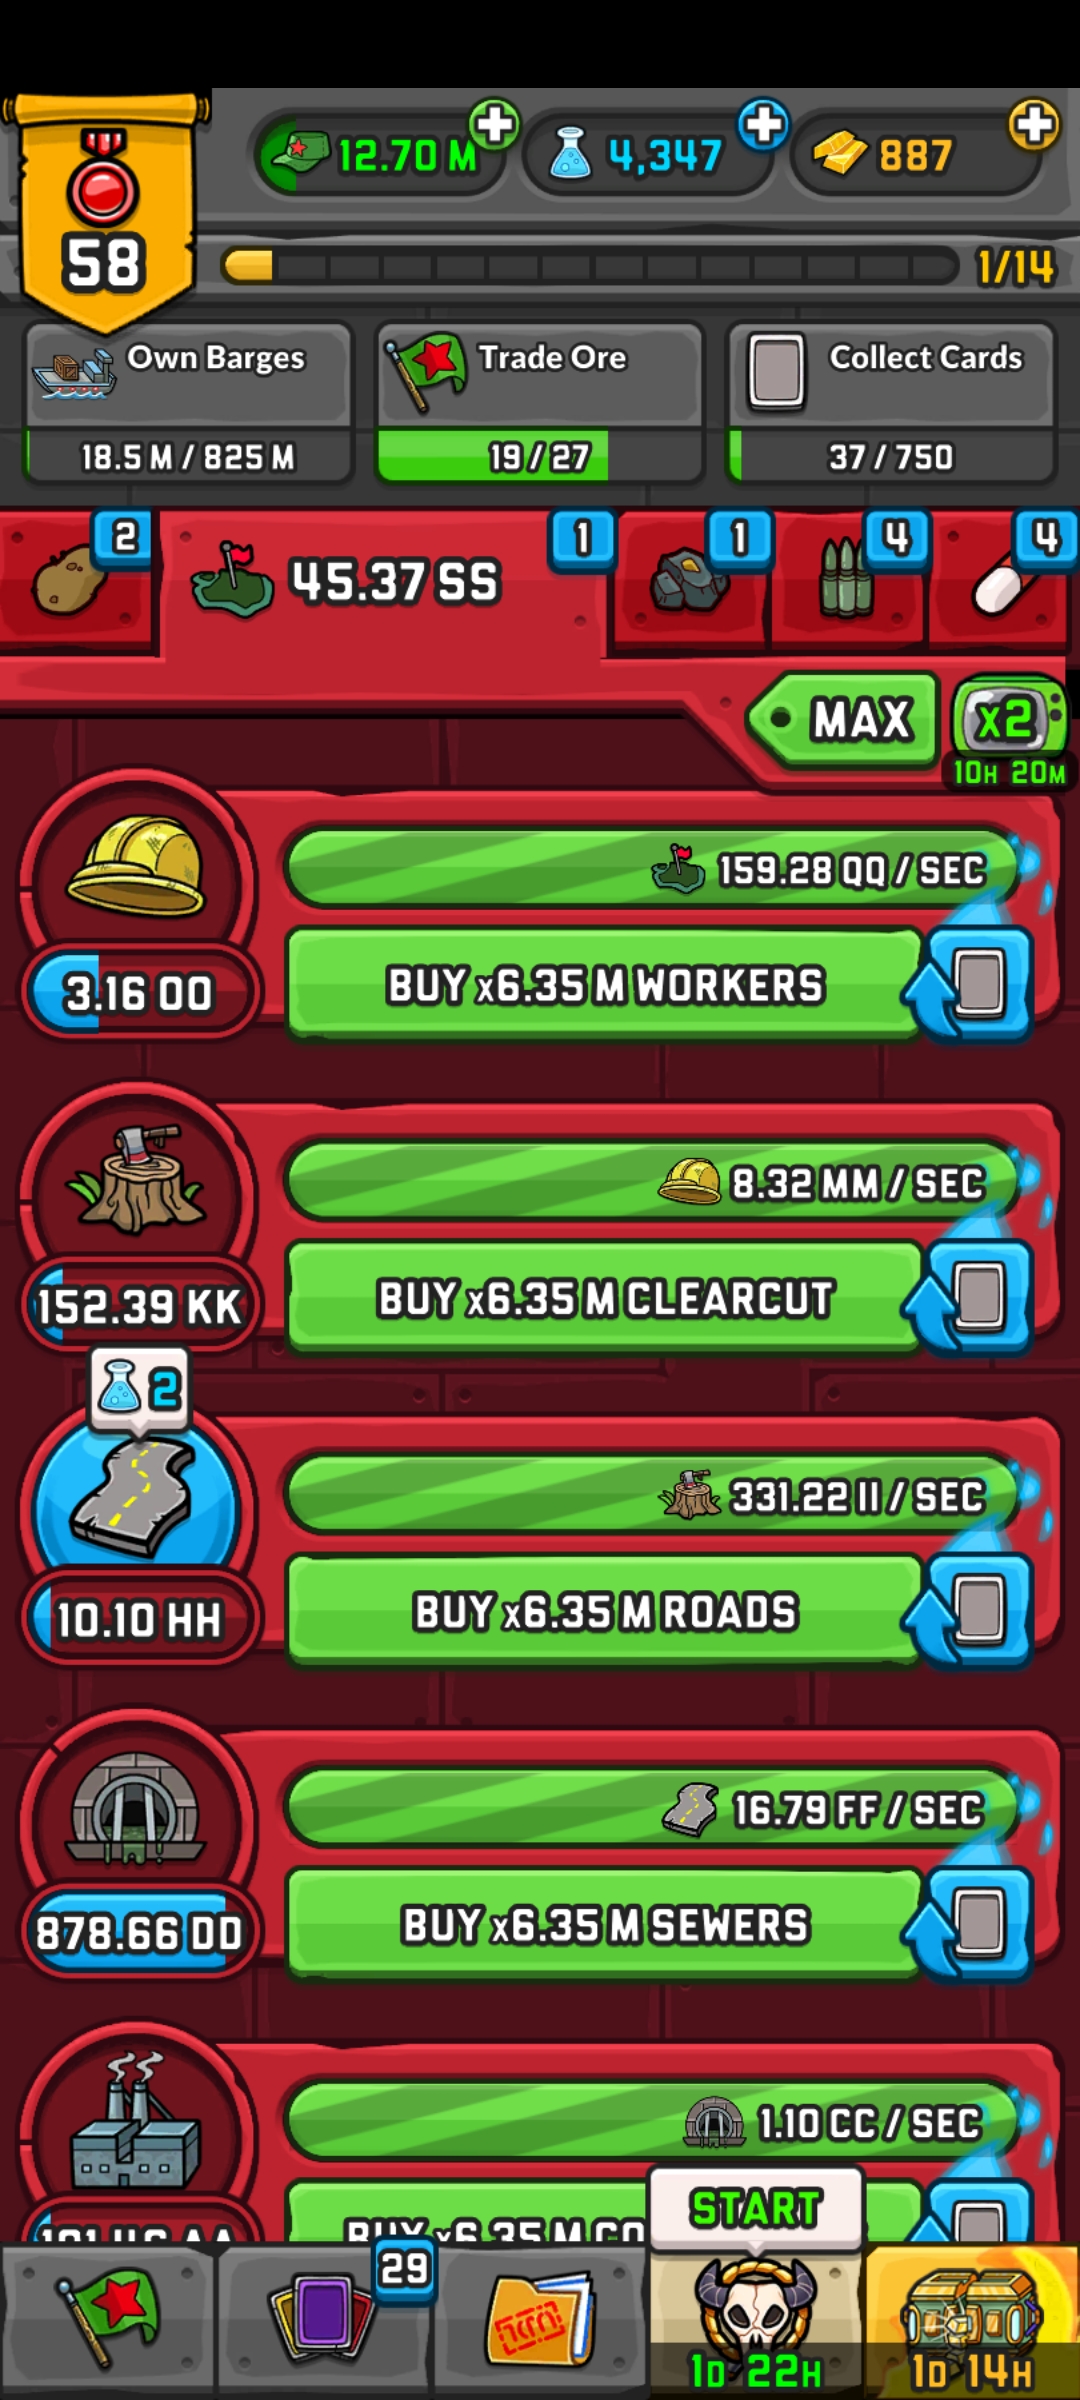 58
12.70 M
4,347
887
1/14
Own Barges
18.5 M / 825 M
Trade Ore
19 / 27
Collect Cards
37 / 750
2
45.37 SS
1
1
4
4
MAX
x2
10H 20M
159.28 QQ / SEC
3.16 OO
BUY x6.35 M WORKERS
8.32 MM / SEC
152.39 KK
BUY x6.35 M CLEARCUT
2
331.22 II / SEC
10.10 HH
BUY x6.35 M ROADS
16.79 FF / SEC
878.66 DD
BUY x6.35 M SEWERS
1.10 CC / SEC
BUY x6.35 M CO
START
29
1D 22H
1D 14H